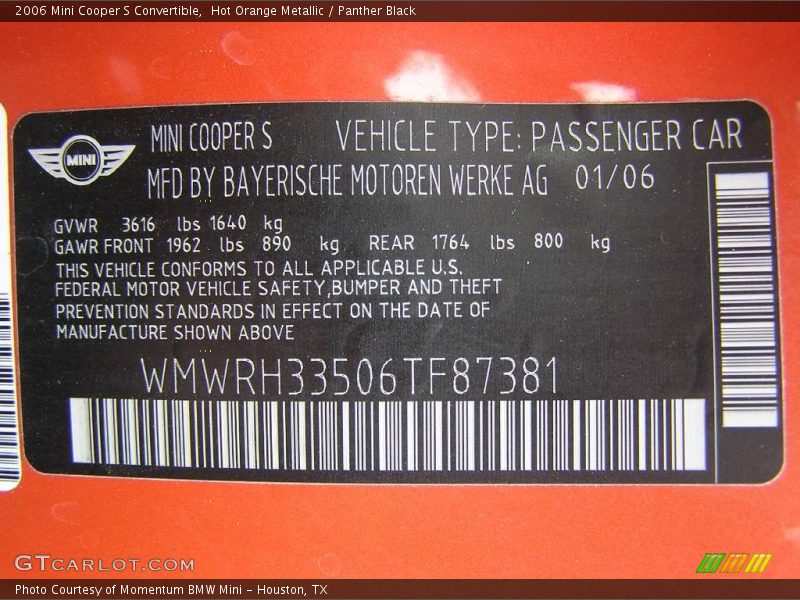 2006 Mini Cooper S Convertible,  Hot Orange Metallic / Panther Black
MINI
MINI COOPER S VEHICLE TYPE: PASSENGER CAR
MFD BY BAYERISCHE MOTOREN WERKE AG 01/06
GVWR 3616 lbs 1640 kg
GAWR FRONT 1962 lbs 890 kg REAR 1764 lbs 800 kg
THIS VEHICLE CONFORMS TO ALL APPLICABLE U.S.
FEDERAL MOTOR VEHICLE SAFETY,BUMPER AND THEFT
PREVENTION STANDARDS IN EFFECT ON THE DATE OF
MANUFACTURE SHOWN ABOVE
WMWRH33506TF87381
GTCARLOT.COM
Photo Courtesy of Momentum BMW Mini - Houston, TX